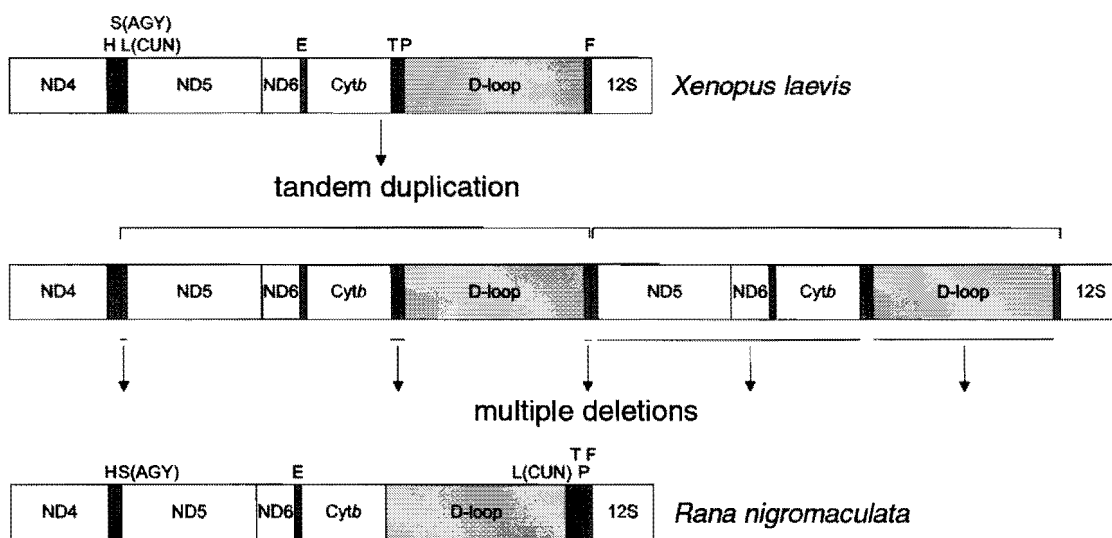 S(AGY)
H L(CUN) E T P F
ND4 ND5 ND6 Cytb D-loop 12S Xenopus laevis
tandem duplication
ND4 ND5 ND6 Cytb D-loop ND5 ND6 Cytb D-loop 12S
multiple deletions
T F
HS(AGY) E L(CUN) P
ND4 ND5 ND6 Cytb D-loop 12S Rana nigromaculata